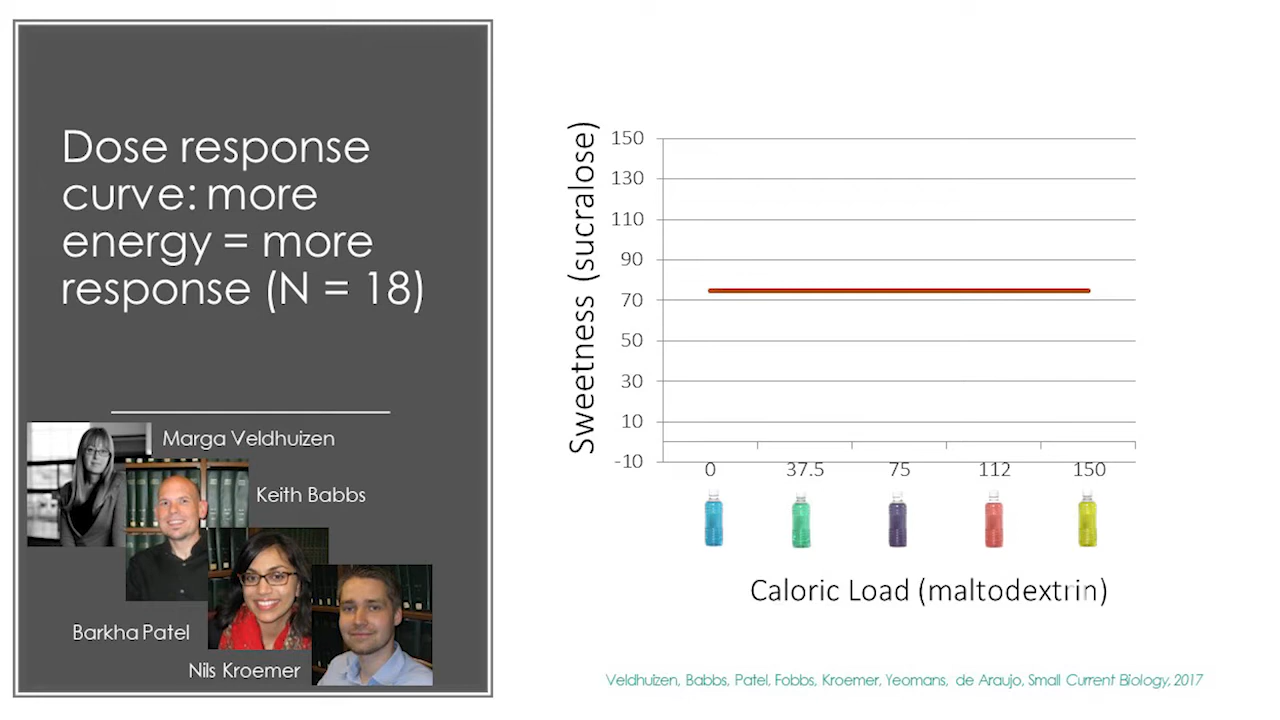 Dose response
curve: more
energy = more
response (N = 18)
Marga Veldhuizen
Keith Babbs
Barkha Patel
Nils Kroemer
Sweetness (sucralose)
150
130
110
90
70
50
30
10
-10
0 37.5 75 112 150
Caloric Load (maltodextrin)
Veldhuizen, Babbs, Patel, Fobbs, Kroemer, Yeomans, de Araujo, Small Current Biology, 2017